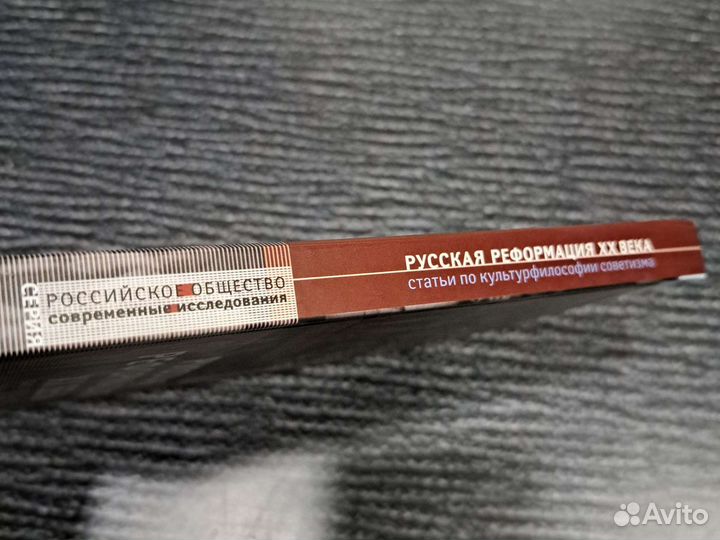 СЕРИЯ
РОССИЙСКОЕ ОБЩЕСТВО
современные исследования
РУССКАЯ РЕФОРМАЦИЯ XX ВЕКА
статьи по культурфилософии советизма
Avito